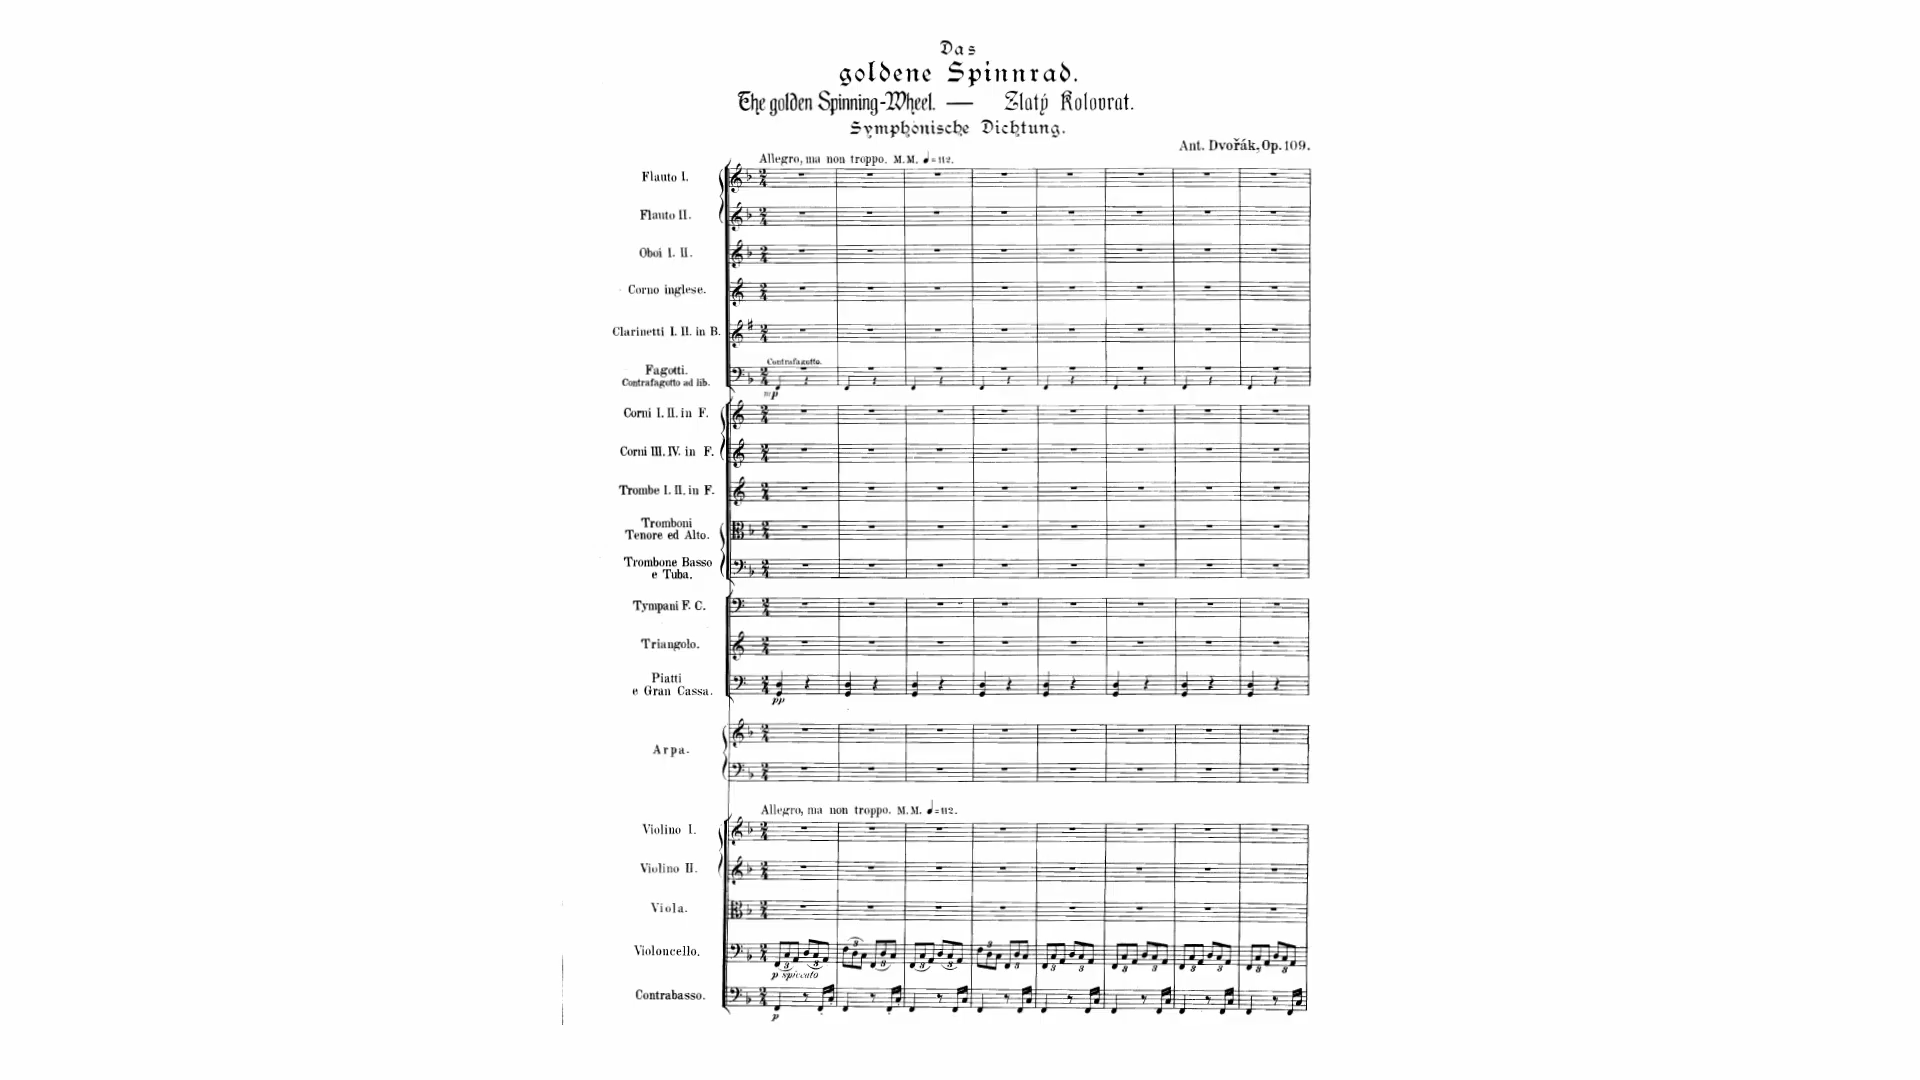 Das
goldene Spinnrad.
The golden Spinning-Wheel. — Zlatý Kolovrat.
Symphonische Dichtung.
Ant. Dvořák, Op. 109.
Allegro, ma non troppo. M.M. ♩=112.
Flauto I.
Flauto II.
Oboi I. II.
Corno inglese.
Clarinetti I. II. in B.
Contrafagotto.
Fagotti.
Contrafagotto ad lib.
mp
Corni I. II. in F.
Corni III. IV. in F.
Trombe I. II. in F.
Tromboni
Tenore ed Alto.
Trombone Basso
e Tuba.
Tympani F. C.
Triangolo.
Piatti
e Gran Cassa.
pp
Arpa.
Allegro, ma non troppo. M.M. ♩=112.
Violino I.
Violino II.
Viola.
Violoncello.
p spiccato
Contrabasso.
p